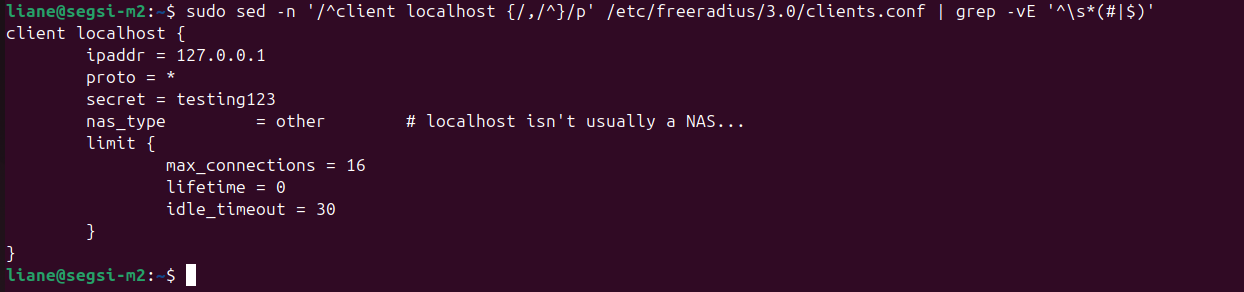 liane@segsi-m2:~$ sudo sed -n '/^client localhost {/,/^}/p' /etc/freeradius/3.0/clients.conf | grep -vE '^\s*(#|$)'
client localhost {
        ipaddr = 127.0.0.1
        proto = *
        secret = testing123
        nas_type         = other        # localhost isn't usually a NAS...
        limit {
                max_connections = 16
                lifetime = 0
                idle_timeout = 30
        }
}
liane@segsi-m2:~$